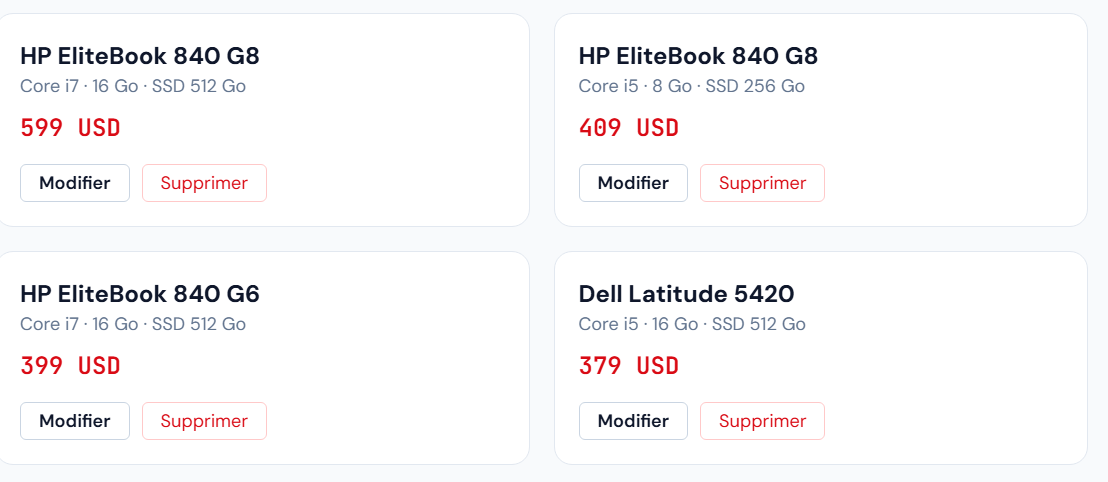 HP EliteBook 840 G8
Core i7 · 16 Go · SSD 512 Go
599 USD
Modifier
Supprimer
HP EliteBook 840 G8
Core i5 · 8 Go · SSD 256 Go
409 USD
Modifier
Supprimer
HP EliteBook 840 G6
Core i7 · 16 Go · SSD 512 Go
399 USD
Modifier
Supprimer
Dell Latitude 5420
Core i5 · 16 Go · SSD 512 Go
379 USD
Modifier
Supprimer